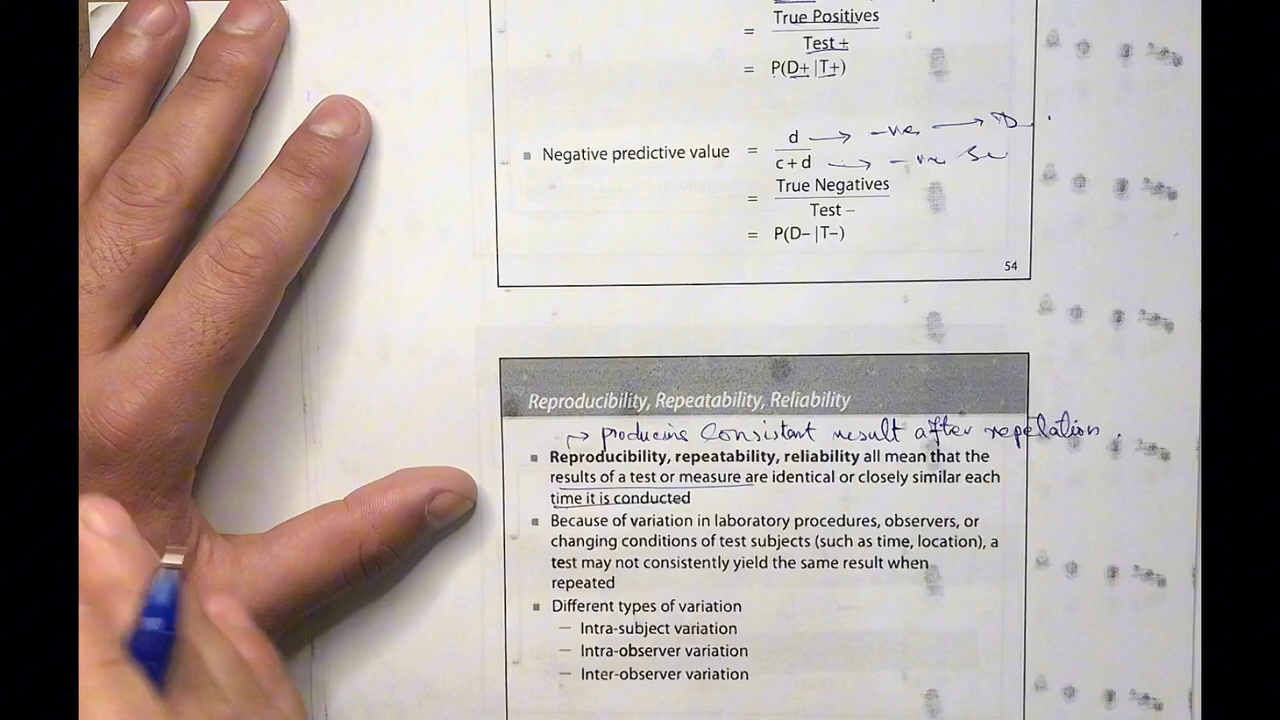 True Positives
=
Test +
= P(D+ | T+)
d → -ve →
■ Negative predictive value =
c + d → -ve
True Negatives
=
Test –
= P(D– | T–)
54
Reproducibility, Repeatability, Reliability
↳ producing consistent result after repetation.
■ Reproducibility, repeatability, reliability all mean that the
results of a test or measure are identical or closely similar each
time it is conducted
■ Because of variation in laboratory procedures, observers, or
changing conditions of test subjects (such as time, location), a
test may not consistently yield the same result when
repeated
■ Different types of variation
— Intra-subject variation
— Intra-observer variation
— Inter-observer variation